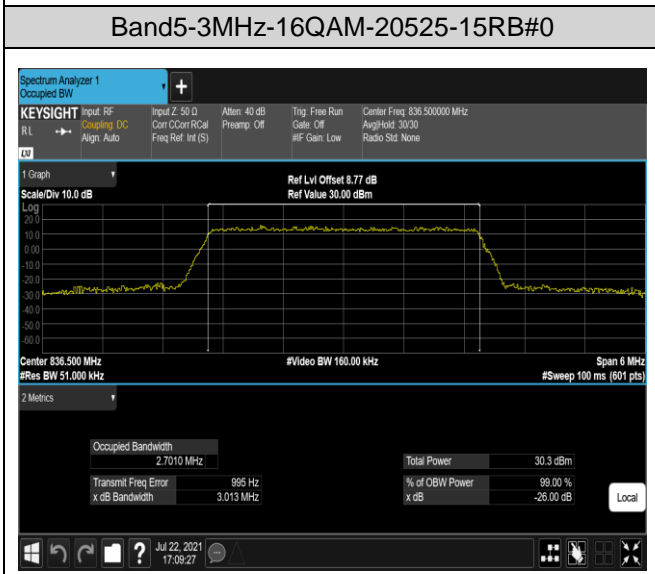 Band5-3MHz-16QAM-20525-15RB#0
Spectrum Analyzer 1
Occupied BW
+
KEYSIGHT
Input: RF
Coupling: DC
Align: Auto
Input Z: 50 Ω
Corr CCorr RCal
Freq Ref: Int (S)
Atten: 40 dB
Preamp: Off
Trig: Free Run
Gate: Off
#IF Gain: Low
Center Freq: 836.500000 MHz
Avg|Hold: 30/30
Radio Std: None
R L
LXI
1 Graph
Scale/Div 10.0 dB
Ref Lvl Offset 8.77 dB
Ref Value 30.00 dBm
Log
20.0
10.0
0.00
-10.0
-20.0
-30.0
-40.0
-50.0
-60.0
Center 836.500 MHz
#Res BW 51.000 kHz
#Video BW 160.00 kHz
Span 6 MHz
#Sweep 100 ms (601 pts)
2 Metrics
Occupied Bandwidth
2.7010 MHz
Total Power 30.3 dBm
Transmit Freq Error 995 Hz
% of OBW Power 99.00 %
x dB Bandwidth 3.013 MHz
x dB -26.00 dB
Local
?
Jul 22, 2021
17:09:27